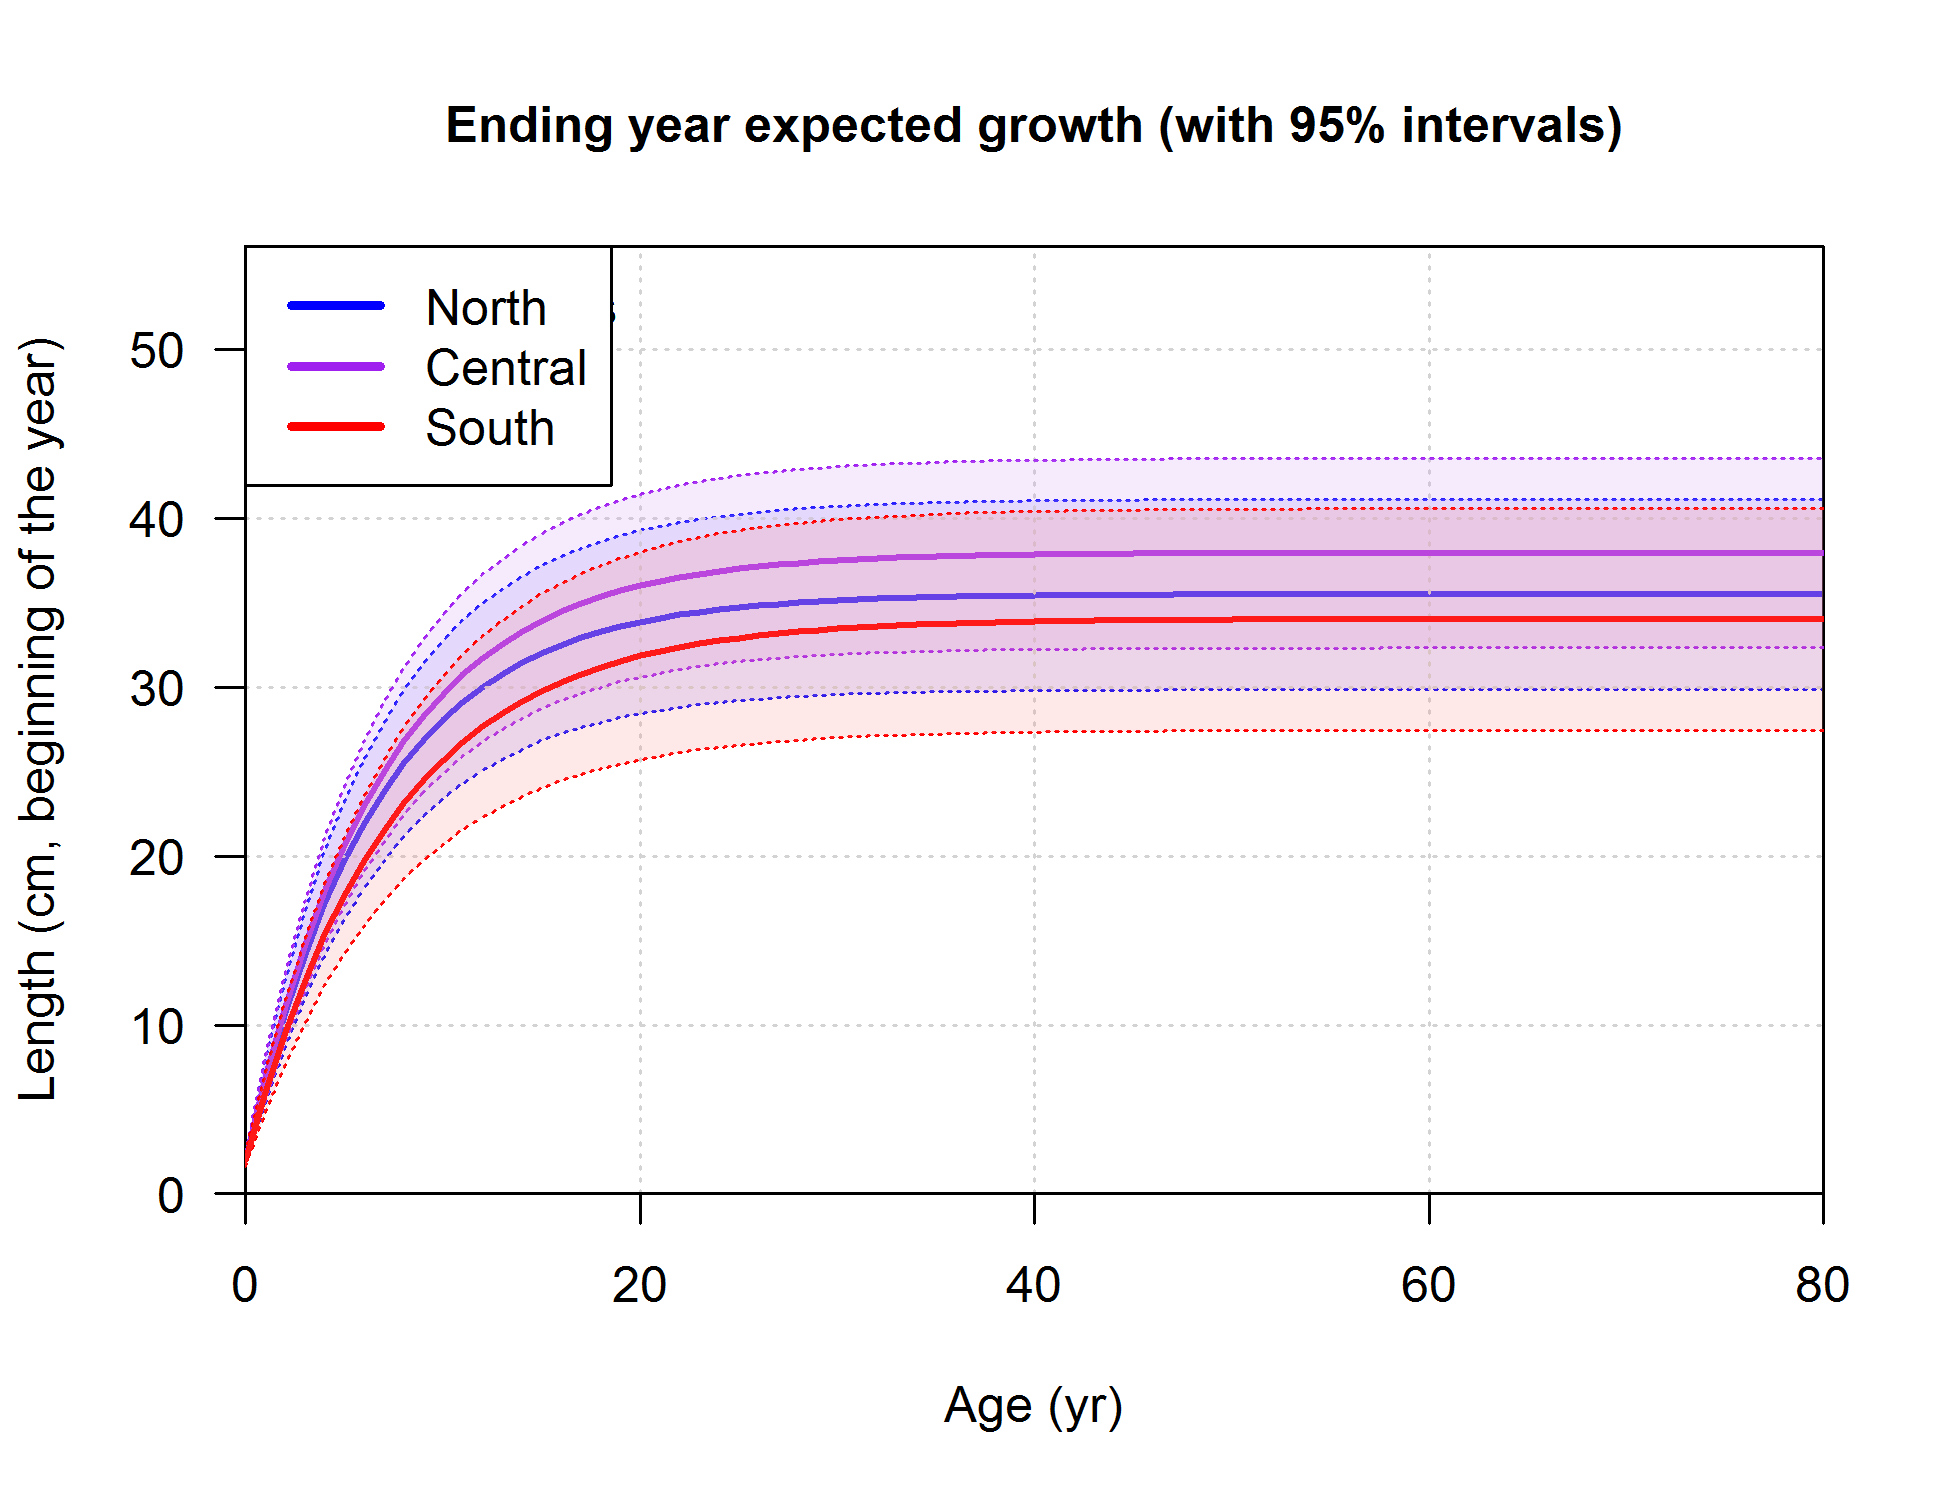 Ending year expected growth (with 95% intervals)
North
Central
South
Length (cm, beginning of the year)
50
40
30
20
10
0
0 20 40 60 80
Age (yr)